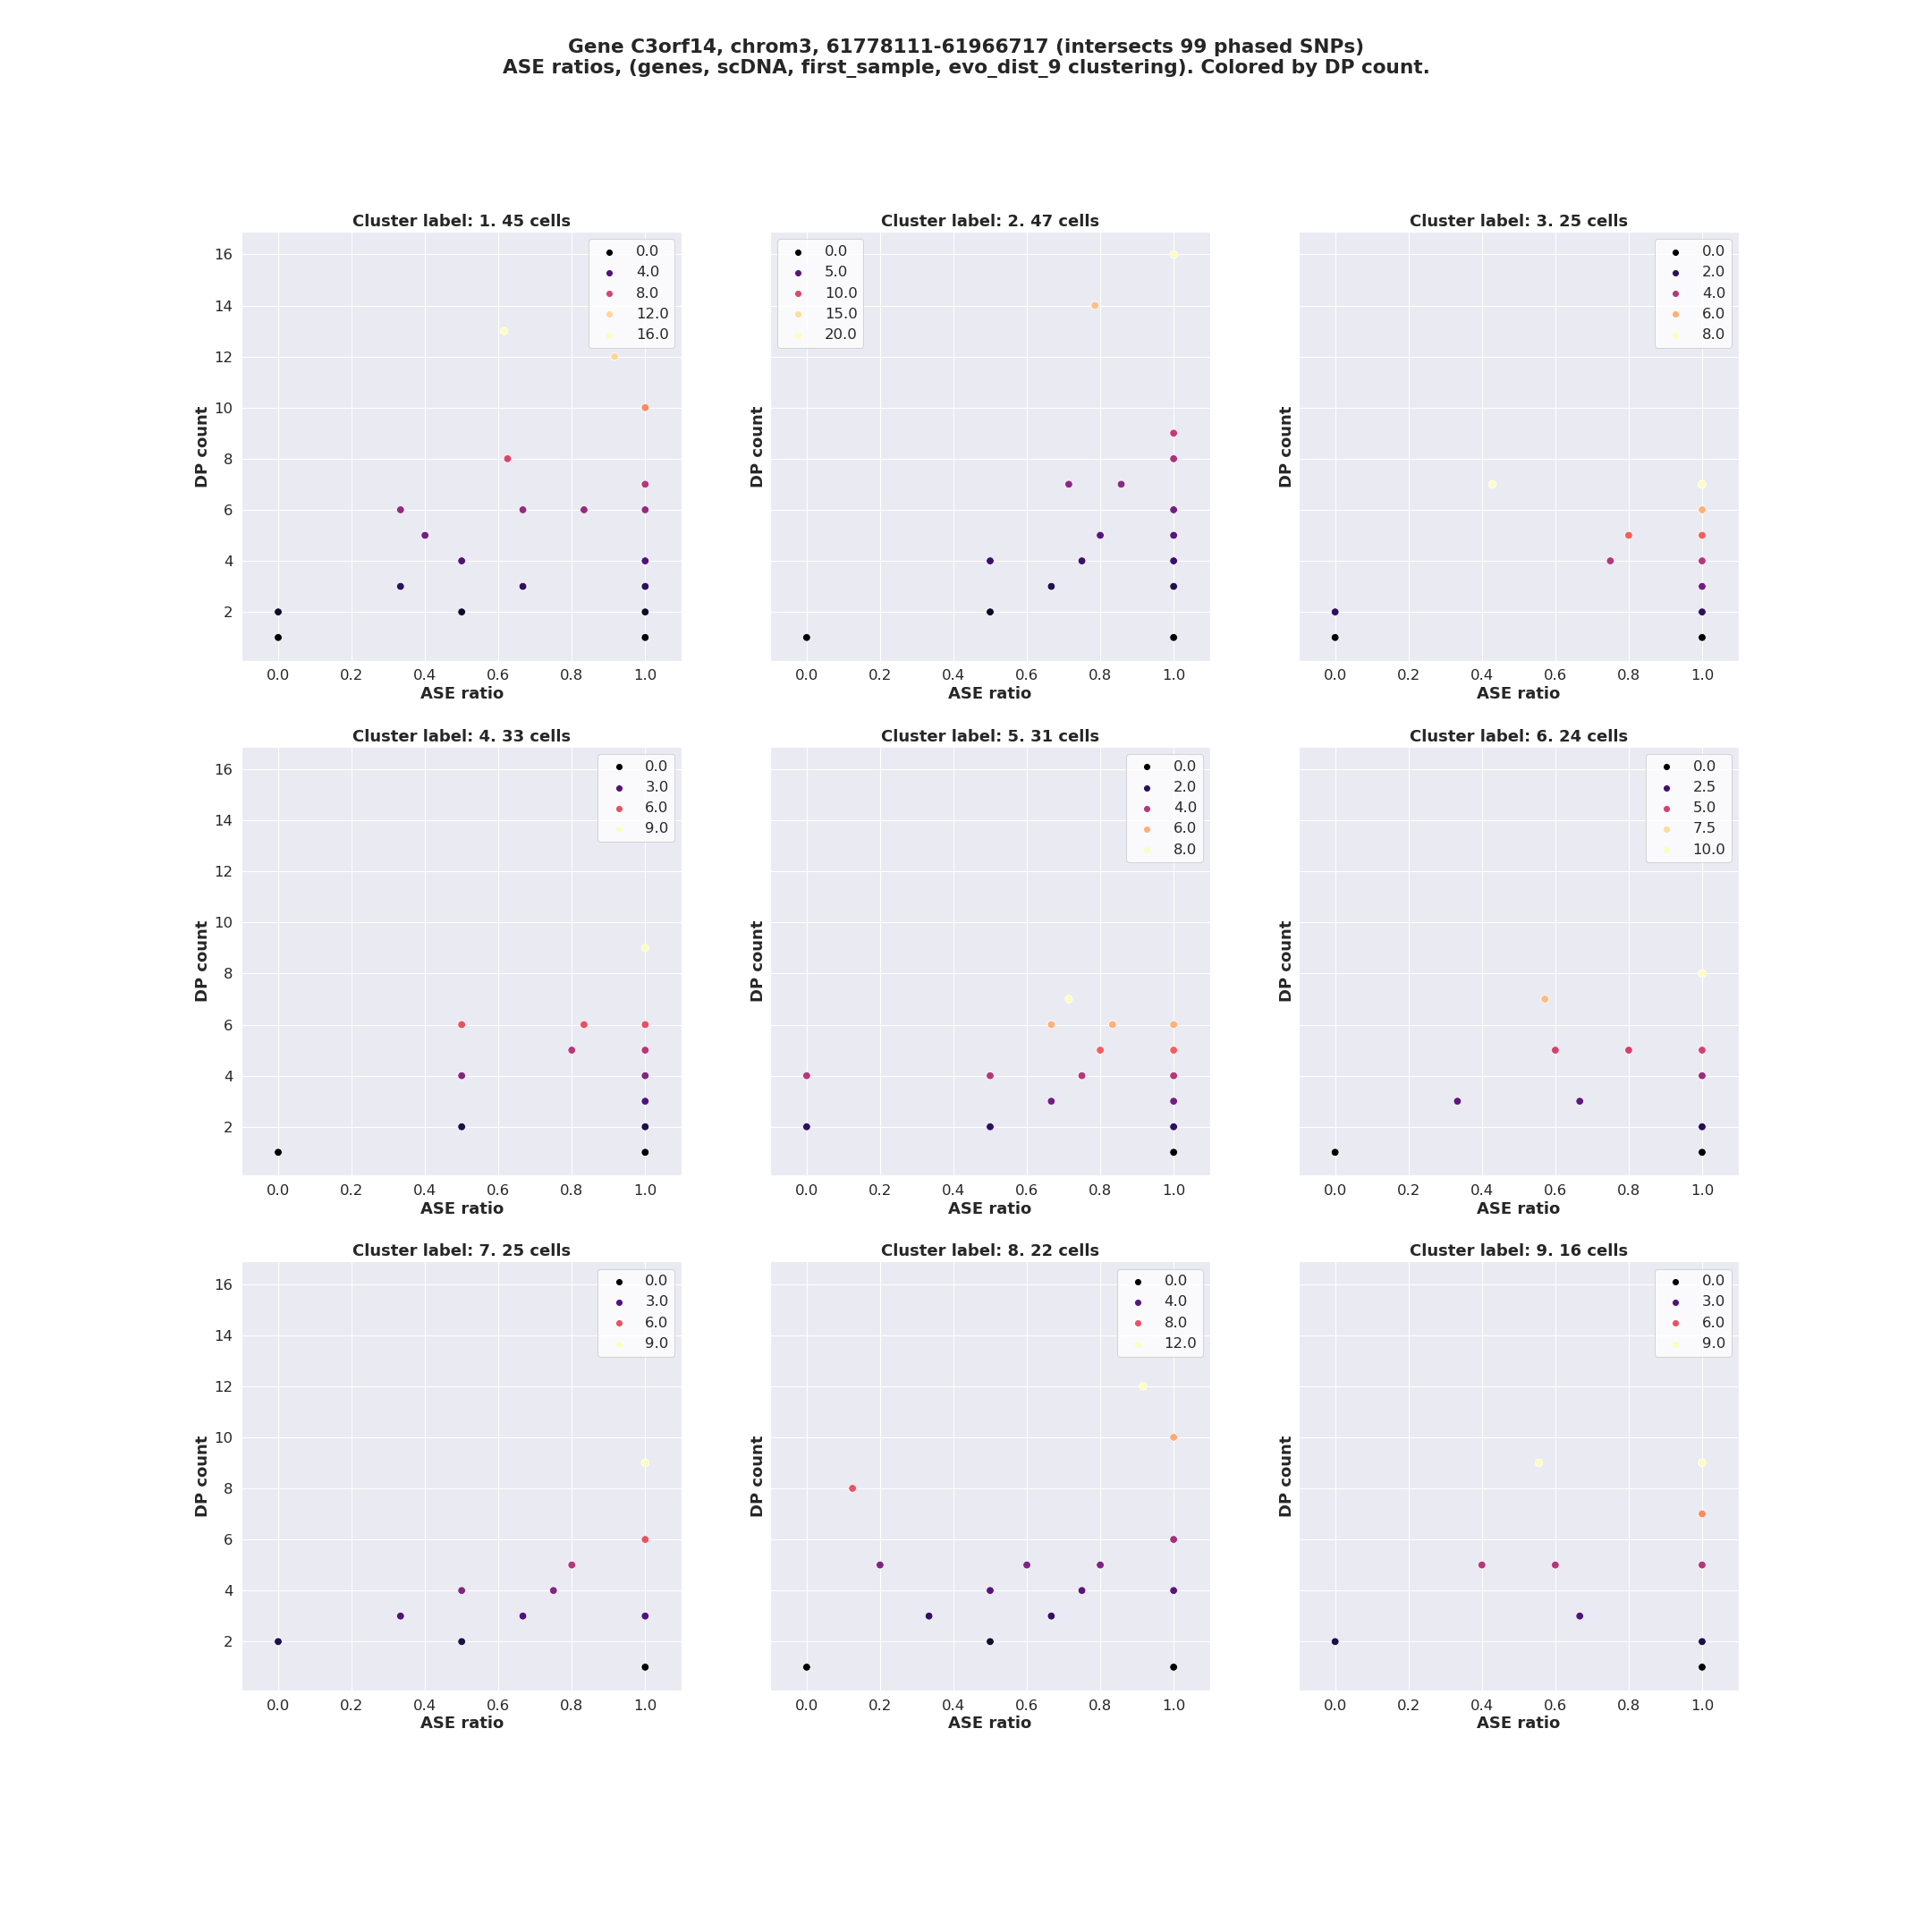 Gene C3orf14, chrom3, 61778111-61966717 (intersects 99 phased SNPs)
ASE ratios, (genes, scDNA, first_sample, evo_dist_9 clustering). Colored by DP count.
Cluster label: 1. 45 cells
16
14
12
10
8
6
4
2
DP count
0.0
4.0
8.0
12.0
16.0
0.0 0.2 0.4 0.6 0.8 1.0
ASE ratio
Cluster label: 2. 47 cells
DP count
0.0
5.0
10.0
15.0
20.0
0.0 0.2 0.4 0.6 0.8 1.0
ASE ratio
Cluster label: 3. 25 cells
DP count
0.0
2.0
4.0
6.0
8.0
0.0 0.2 0.4 0.6 0.8 1.0
ASE ratio
Cluster label: 4. 33 cells
16
14
12
10
8
6
4
2
DP count
0.0
3.0
6.0
9.0
0.0 0.2 0.4 0.6 0.8 1.0
ASE ratio
Cluster label: 5. 31 cells
DP count
0.0
2.0
4.0
6.0
8.0
0.0 0.2 0.4 0.6 0.8 1.0
ASE ratio
Cluster label: 6. 24 cells
DP count
0.0
2.5
5.0
7.5
10.0
0.0 0.2 0.4 0.6 0.8 1.0
ASE ratio
Cluster label: 7. 25 cells
16
14
12
10
8
6
4
2
DP count
0.0
3.0
6.0
9.0
0.0 0.2 0.4 0.6 0.8 1.0
ASE ratio
Cluster label: 8. 22 cells
DP count
0.0
4.0
8.0
12.0
0.0 0.2 0.4 0.6 0.8 1.0
ASE ratio
Cluster label: 9. 16 cells
DP count
0.0
3.0
6.0
9.0
0.0 0.2 0.4 0.6 0.8 1.0
ASE ratio